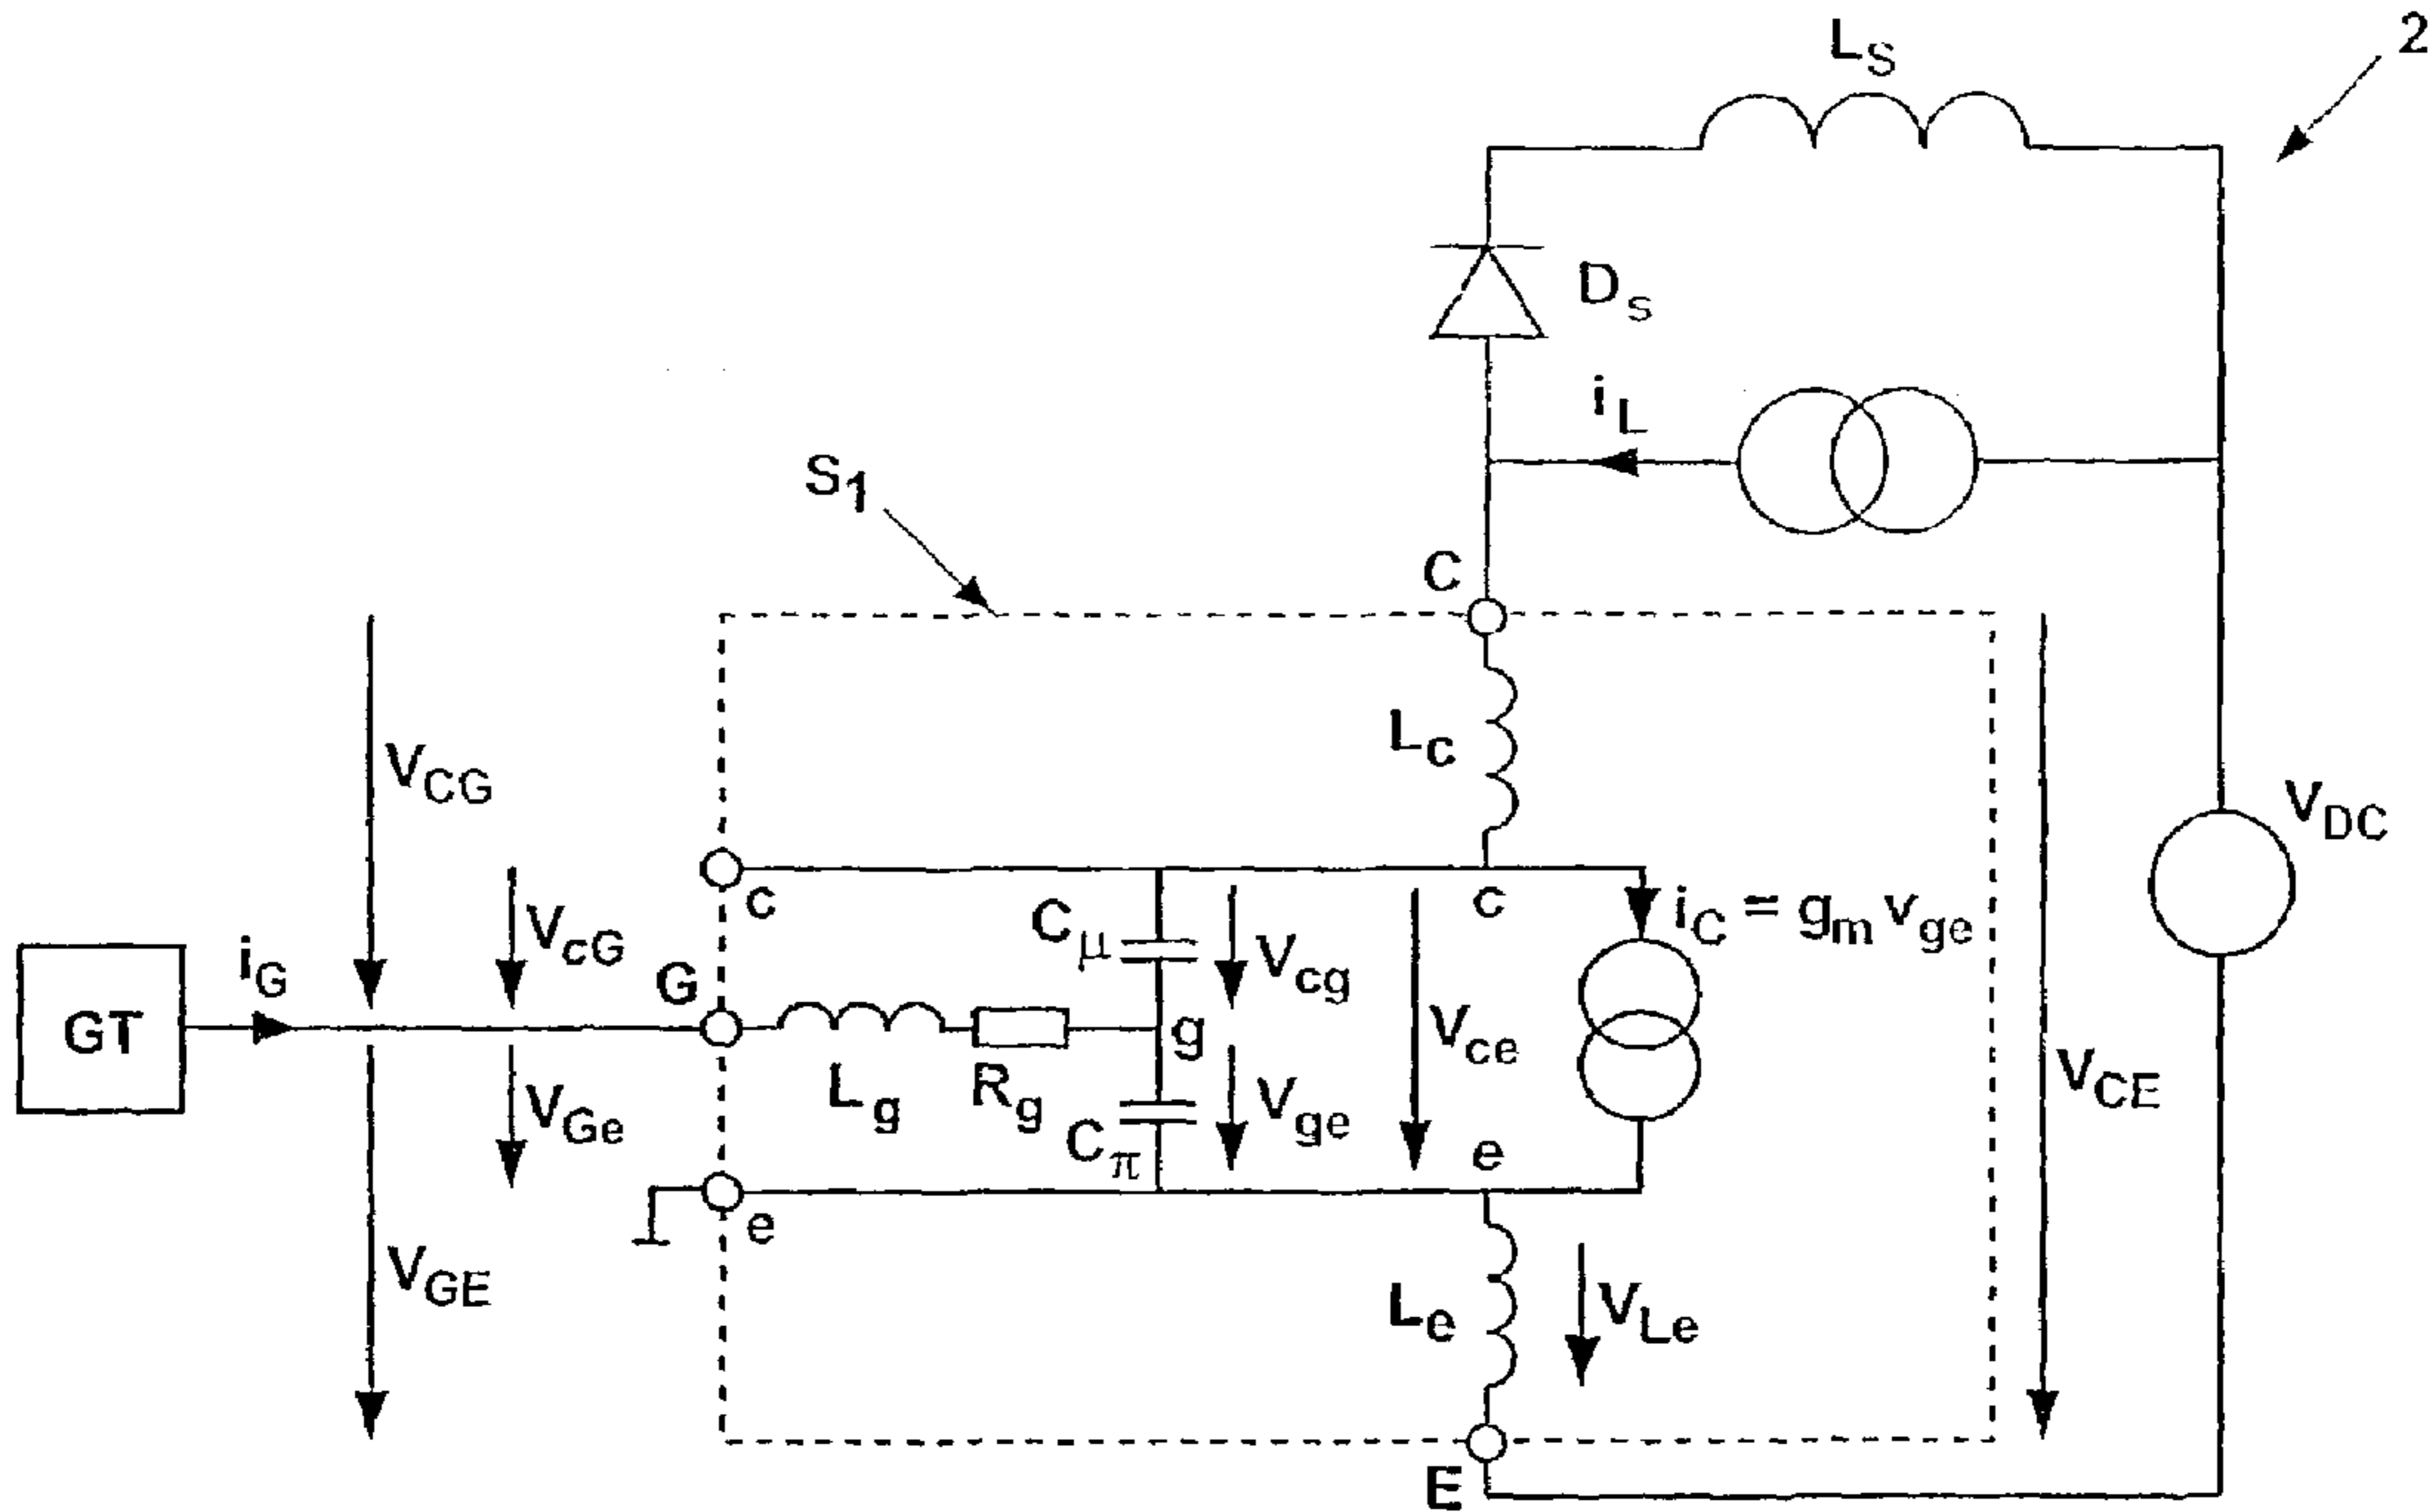 2
L_S
D_s
i_L
S_1
C
L_c
v_DC
v_CG
c
c
i_C = g_m v_ge
C_μ
v_cG
v_cg
i_G
G
GT
g
v_ce
v_CE
L_g
R_g
v_Ge
v_ge
C_π
e
e
v_GE
L_e
v_Le
E